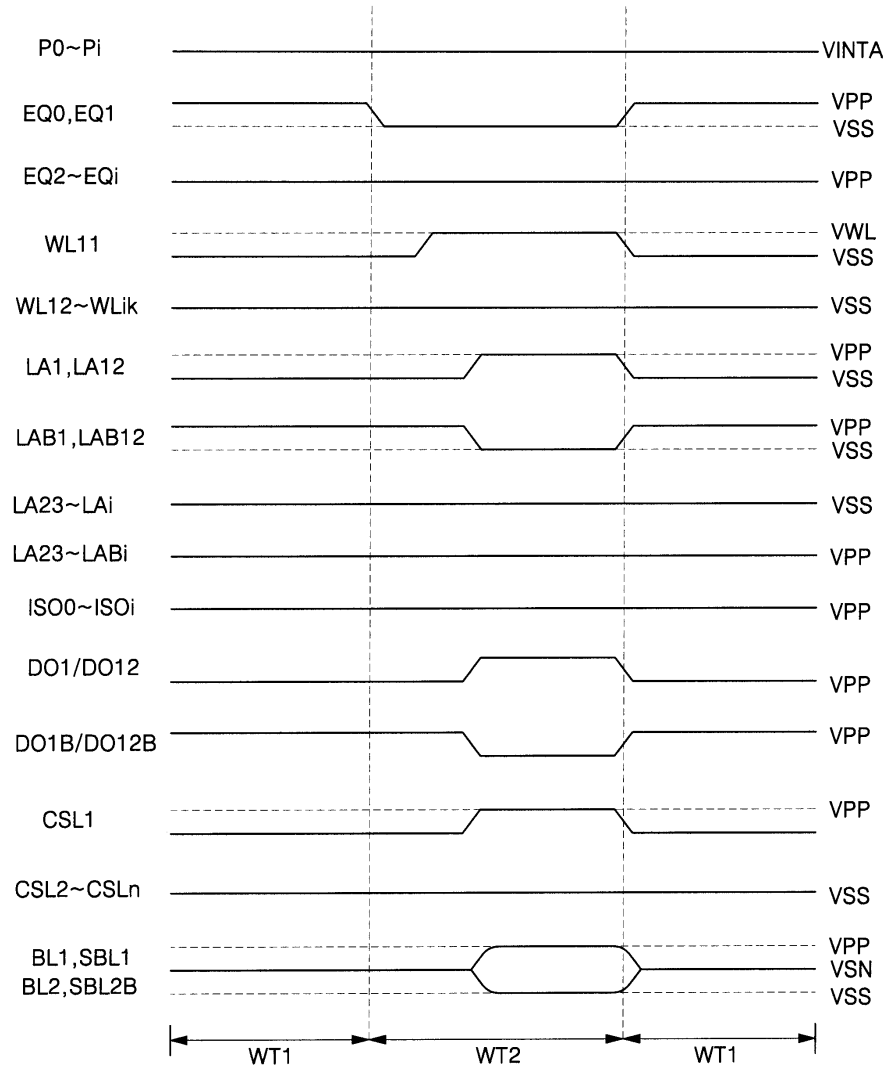 P0~Pi VINTA
EQ0,EQ1 VPP
VSS
EQ2~EQi VPP
WL11 VWL
VSS
WL12~WLik VSS
LA1,LA12 VPP
VSS
LAB1,LAB12 VPP
VSS
LA23~LAi VSS
LA23~LABi VPP
ISO0~ISOi VPP
DO1/DO12 VPP
DO1B/DO12B VPP
CSL1 VPP
CSL2~CSLn VSS
BL1,SBL1 VPP
VSN
BL2,SBL2B VSS
WT1 WT2 WT1